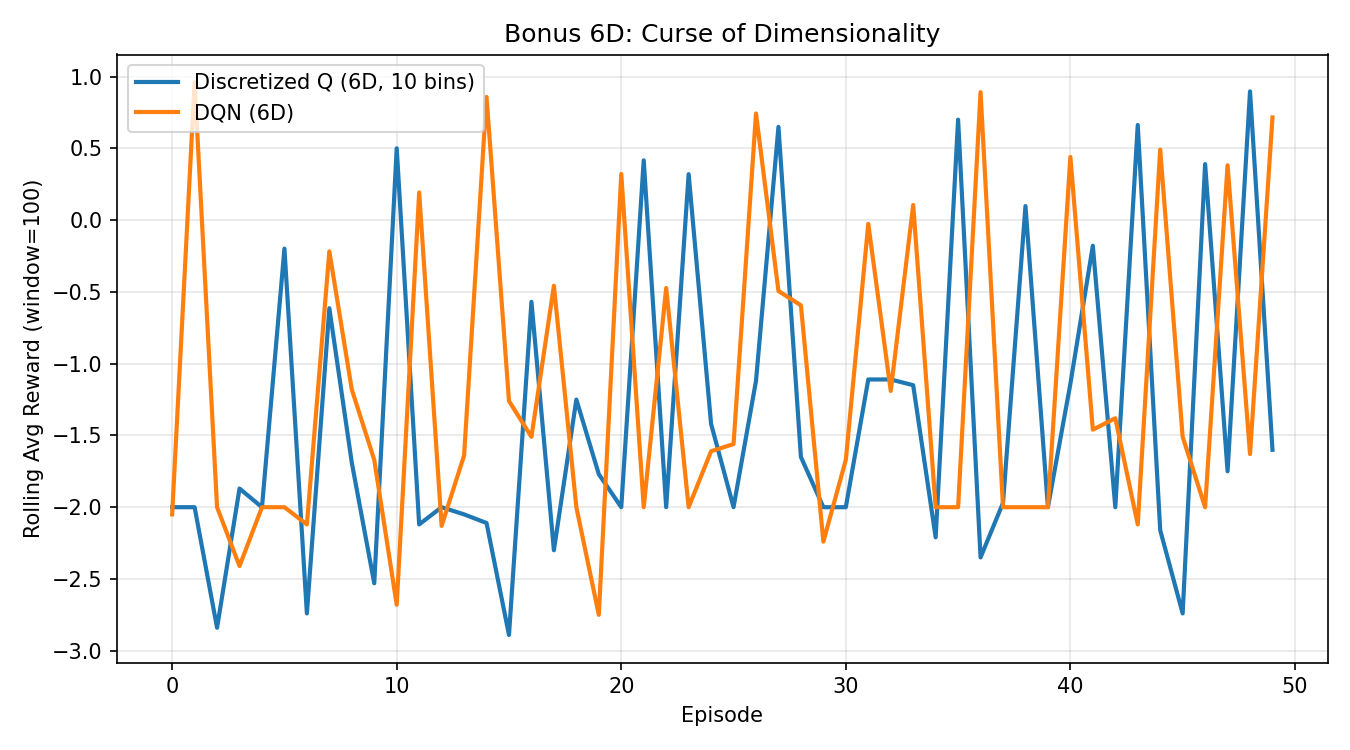 Bonus 6D: Curse of Dimensionality
Discretized Q (6D, 10 bins)
DQN (6D)
Rolling Avg Reward (window=100)
1.0
0.5
0.0
−0.5
−1.0
−1.5
−2.0
−2.5
−3.0
0 10 20 30 40 50
Episode